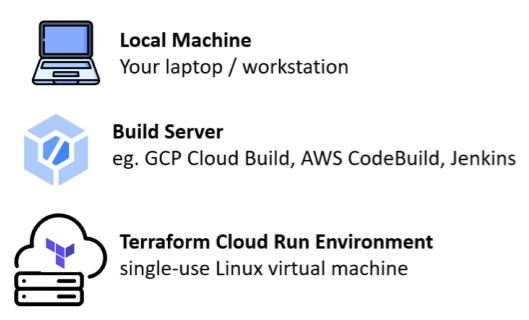 Local Machine
Your laptop / workstation
Build Server
eg. GCP Cloud Build, AWS CodeBuild, Jenkins
Terraform Cloud Run Environment
single-use Linux virtual machine